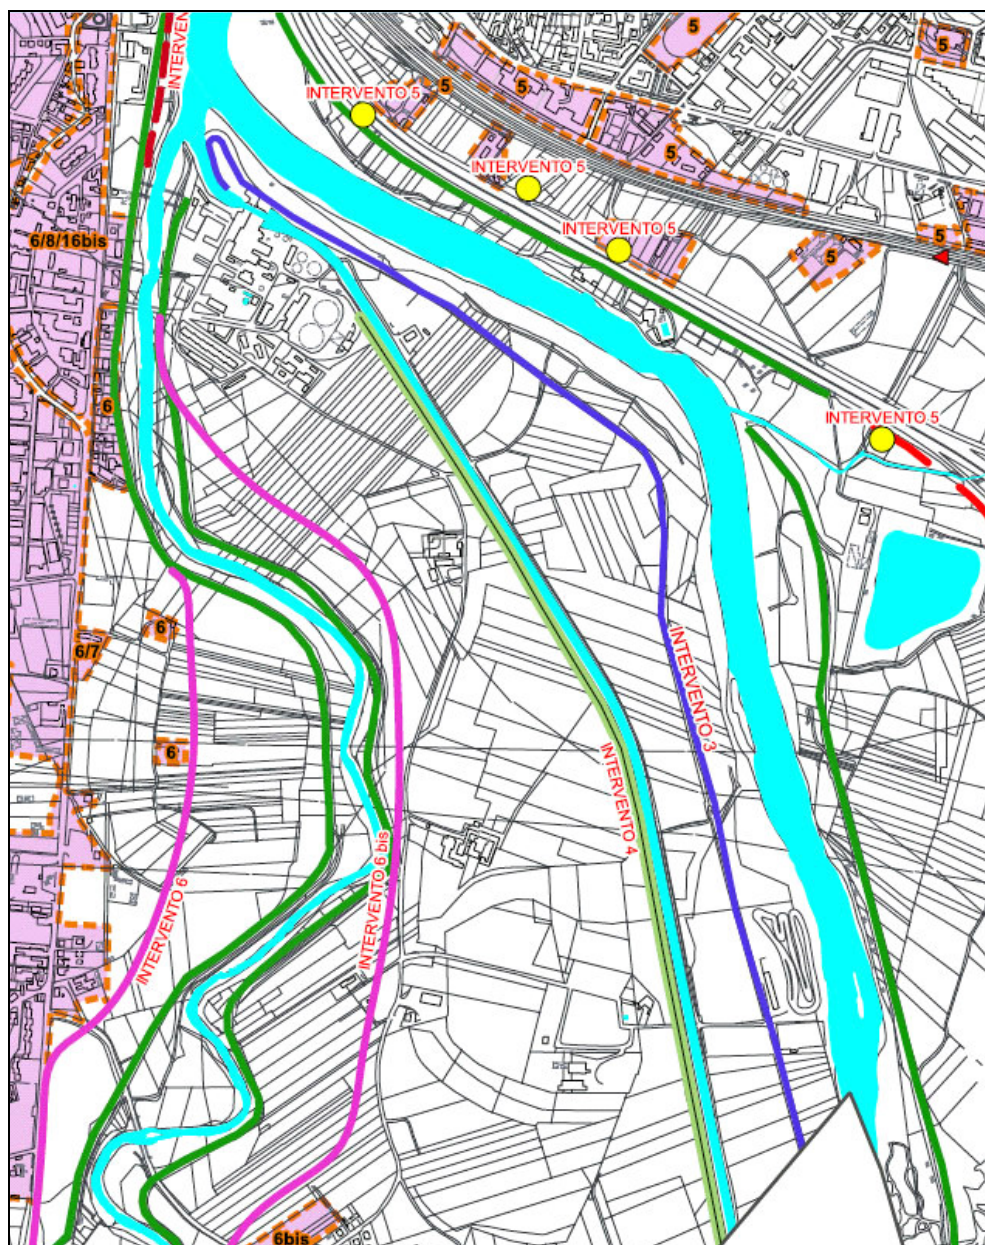 INTERVEN
5
5
INTERVENTO 5
5
5
INTERVENTO 5
INTERVENTO 5
5
5
6/8/16bis
6
INTERVENTO 5
6
6/7
INTERVENTO 3
6
INTERVENTO 4
INTERVENTO 6 bis
INTERVENTO 6
6bis